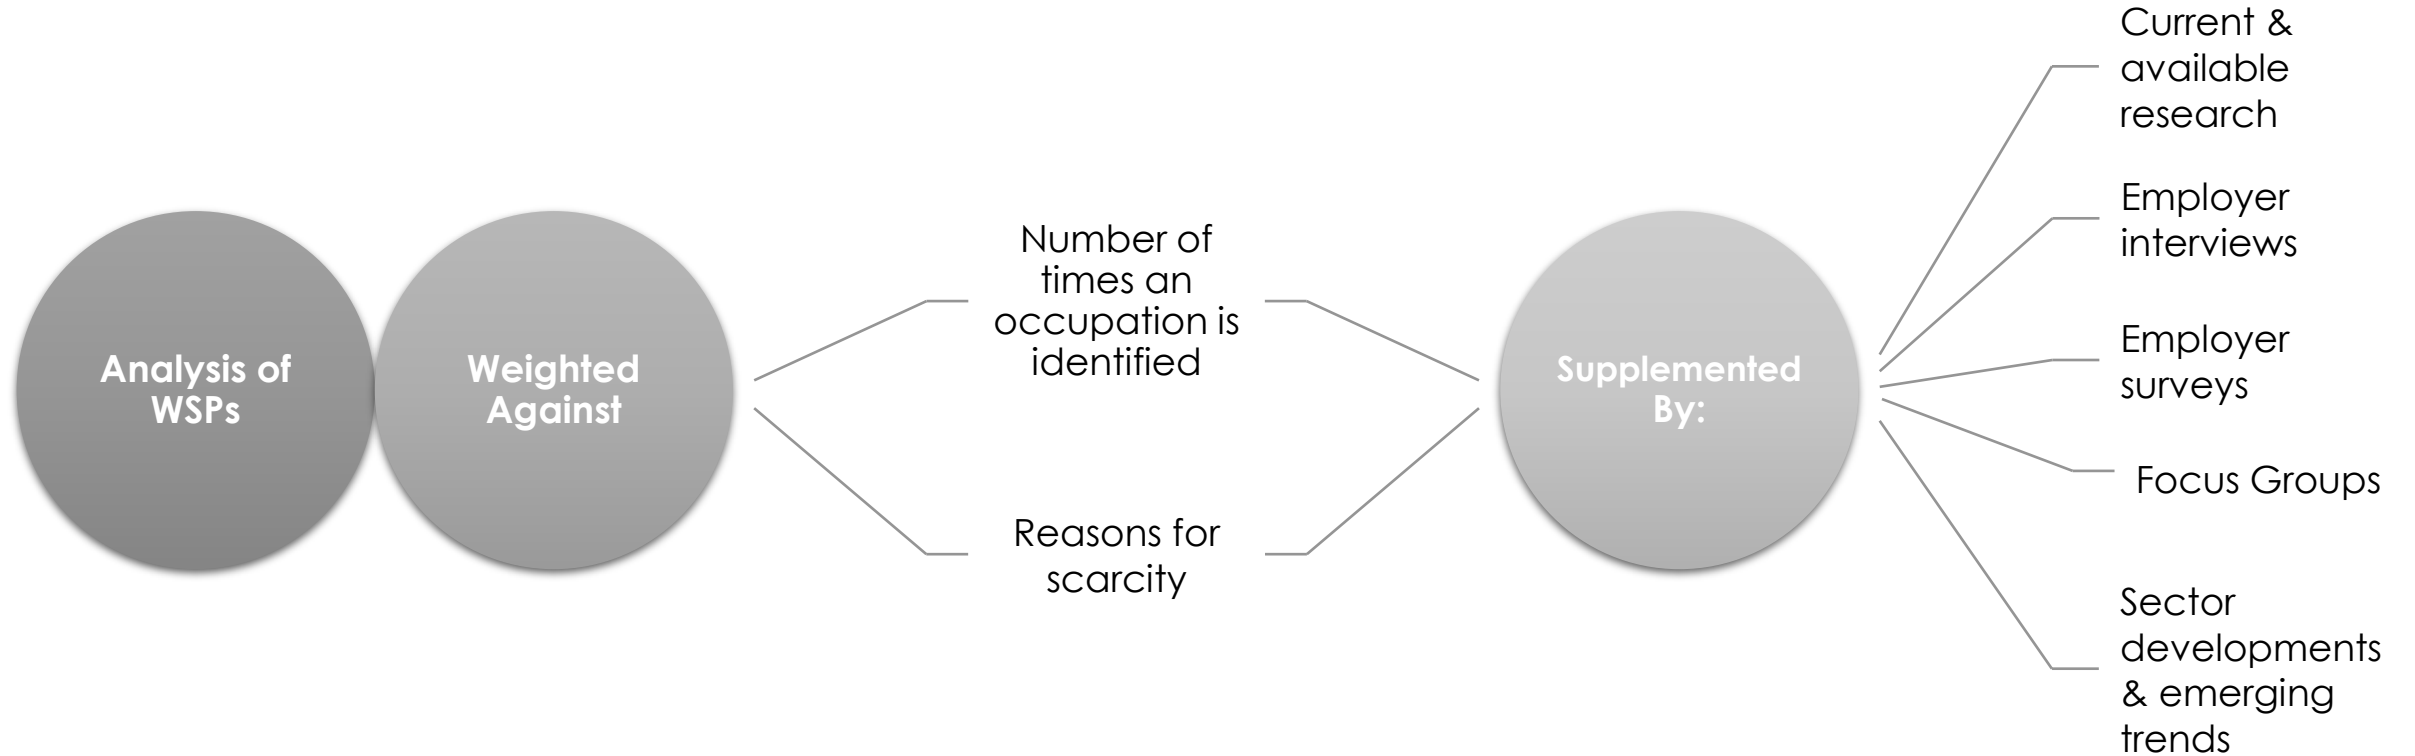 Analysis of
WSPs
Weighted
Against
Number of
times an
occupation is
identified
Reasons for
scarcity
Supplemented
By:
Current &
available
research
Employer
interviews
Employer
surveys
Focus Groups
Sector
developments
& emerging
trends